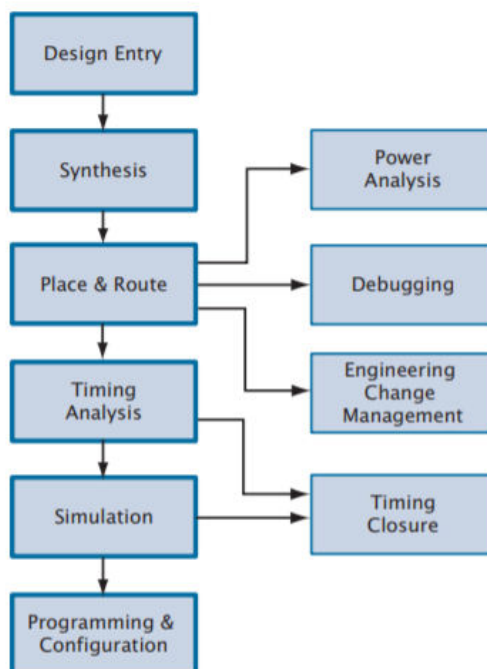 Design Entry
Synthesis
Power
Analysis
Place & Route
Debugging
Timing
Analysis
Engineering
Change
Management
Simulation
Timing
Closure
Programming &
Configuration